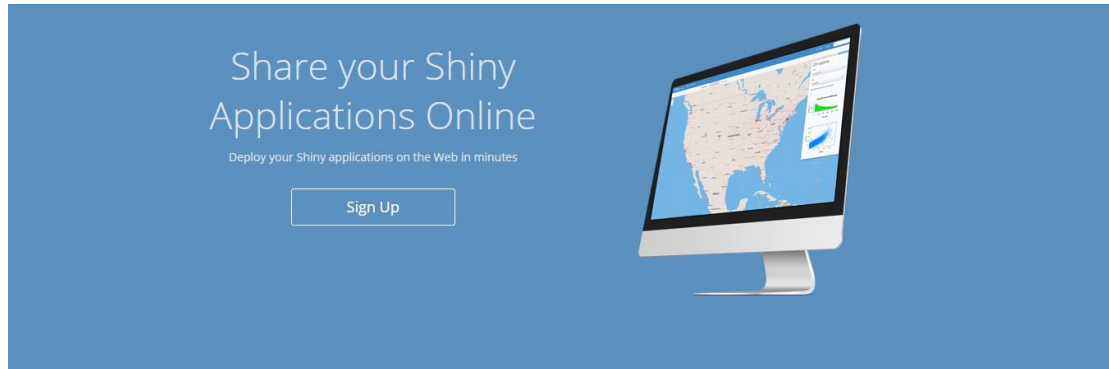 Share your Shiny
Applications Online
Deploy your Shiny applications on the Web in minutes
Sign Up